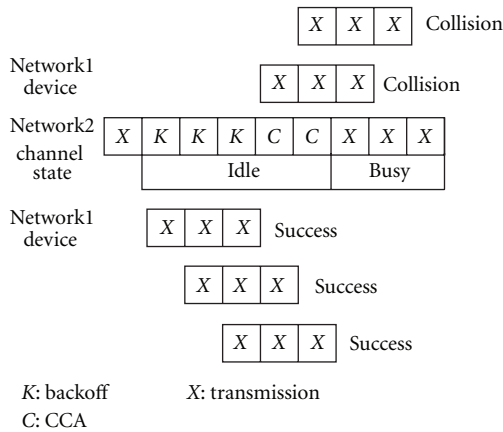 X X X Collision
Network1
device
X X X Collision
Network2
channel
state
X K K K C C X X X
Idle Busy
Network1
device
X X X Success
X X X Success
X X X Success
K: backoff X: transmission
C: CCA